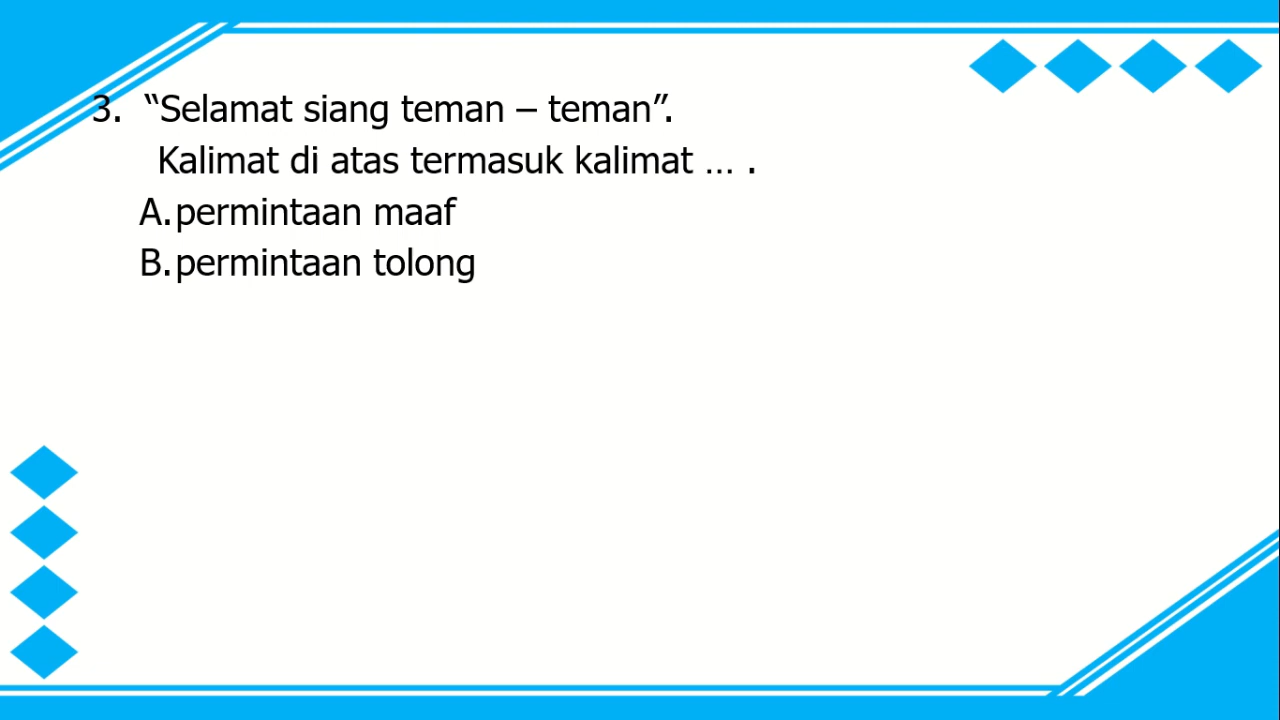 3. “Selamat siang teman – teman”.
Kalimat di atas termasuk kalimat ... .
A. permintaan maaf
B. permintaan tolong